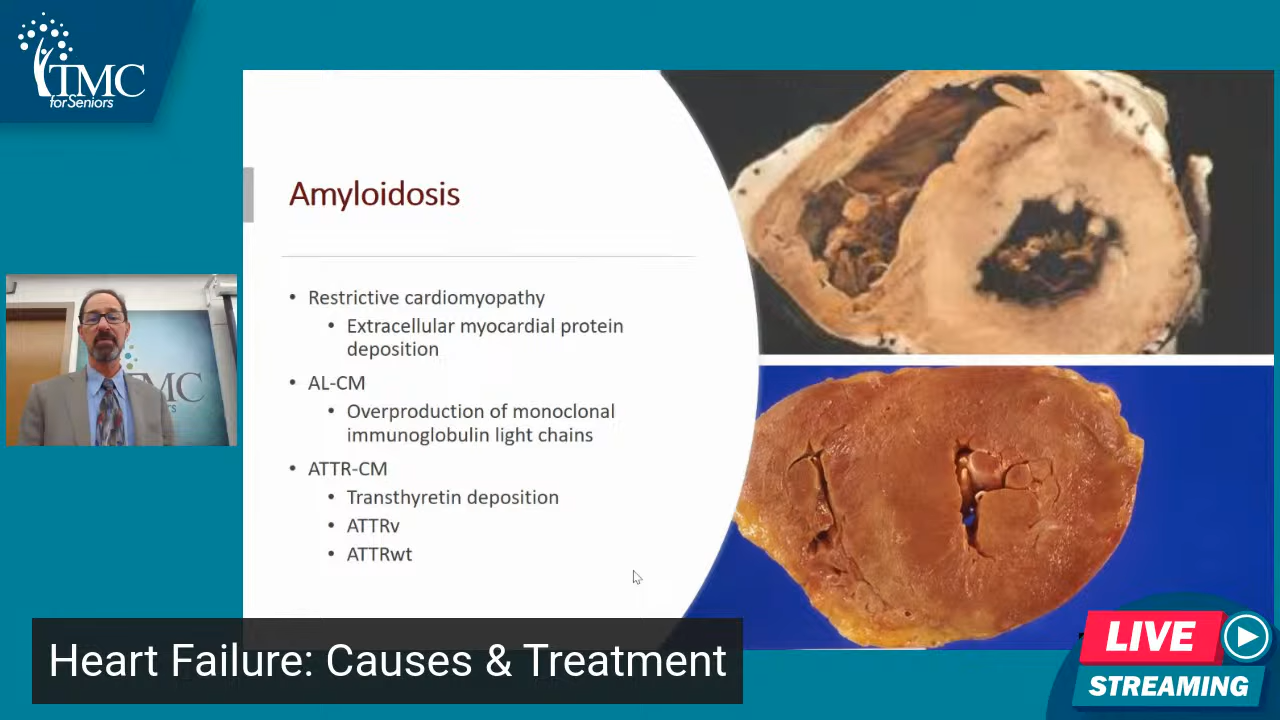 TMC
for Seniors
Amyloidosis
• Restrictive cardiomyopathy
• Extracellular myocardial protein
deposition
• AL-CM
• Overproduction of monoclonal
immunoglobulin light chains
• ATTR-CM
• Transthyretin deposition
• ATTRv
• ATTRwt
TMC
Heart Failure: Causes & Treatment
LIVE
STREAMING